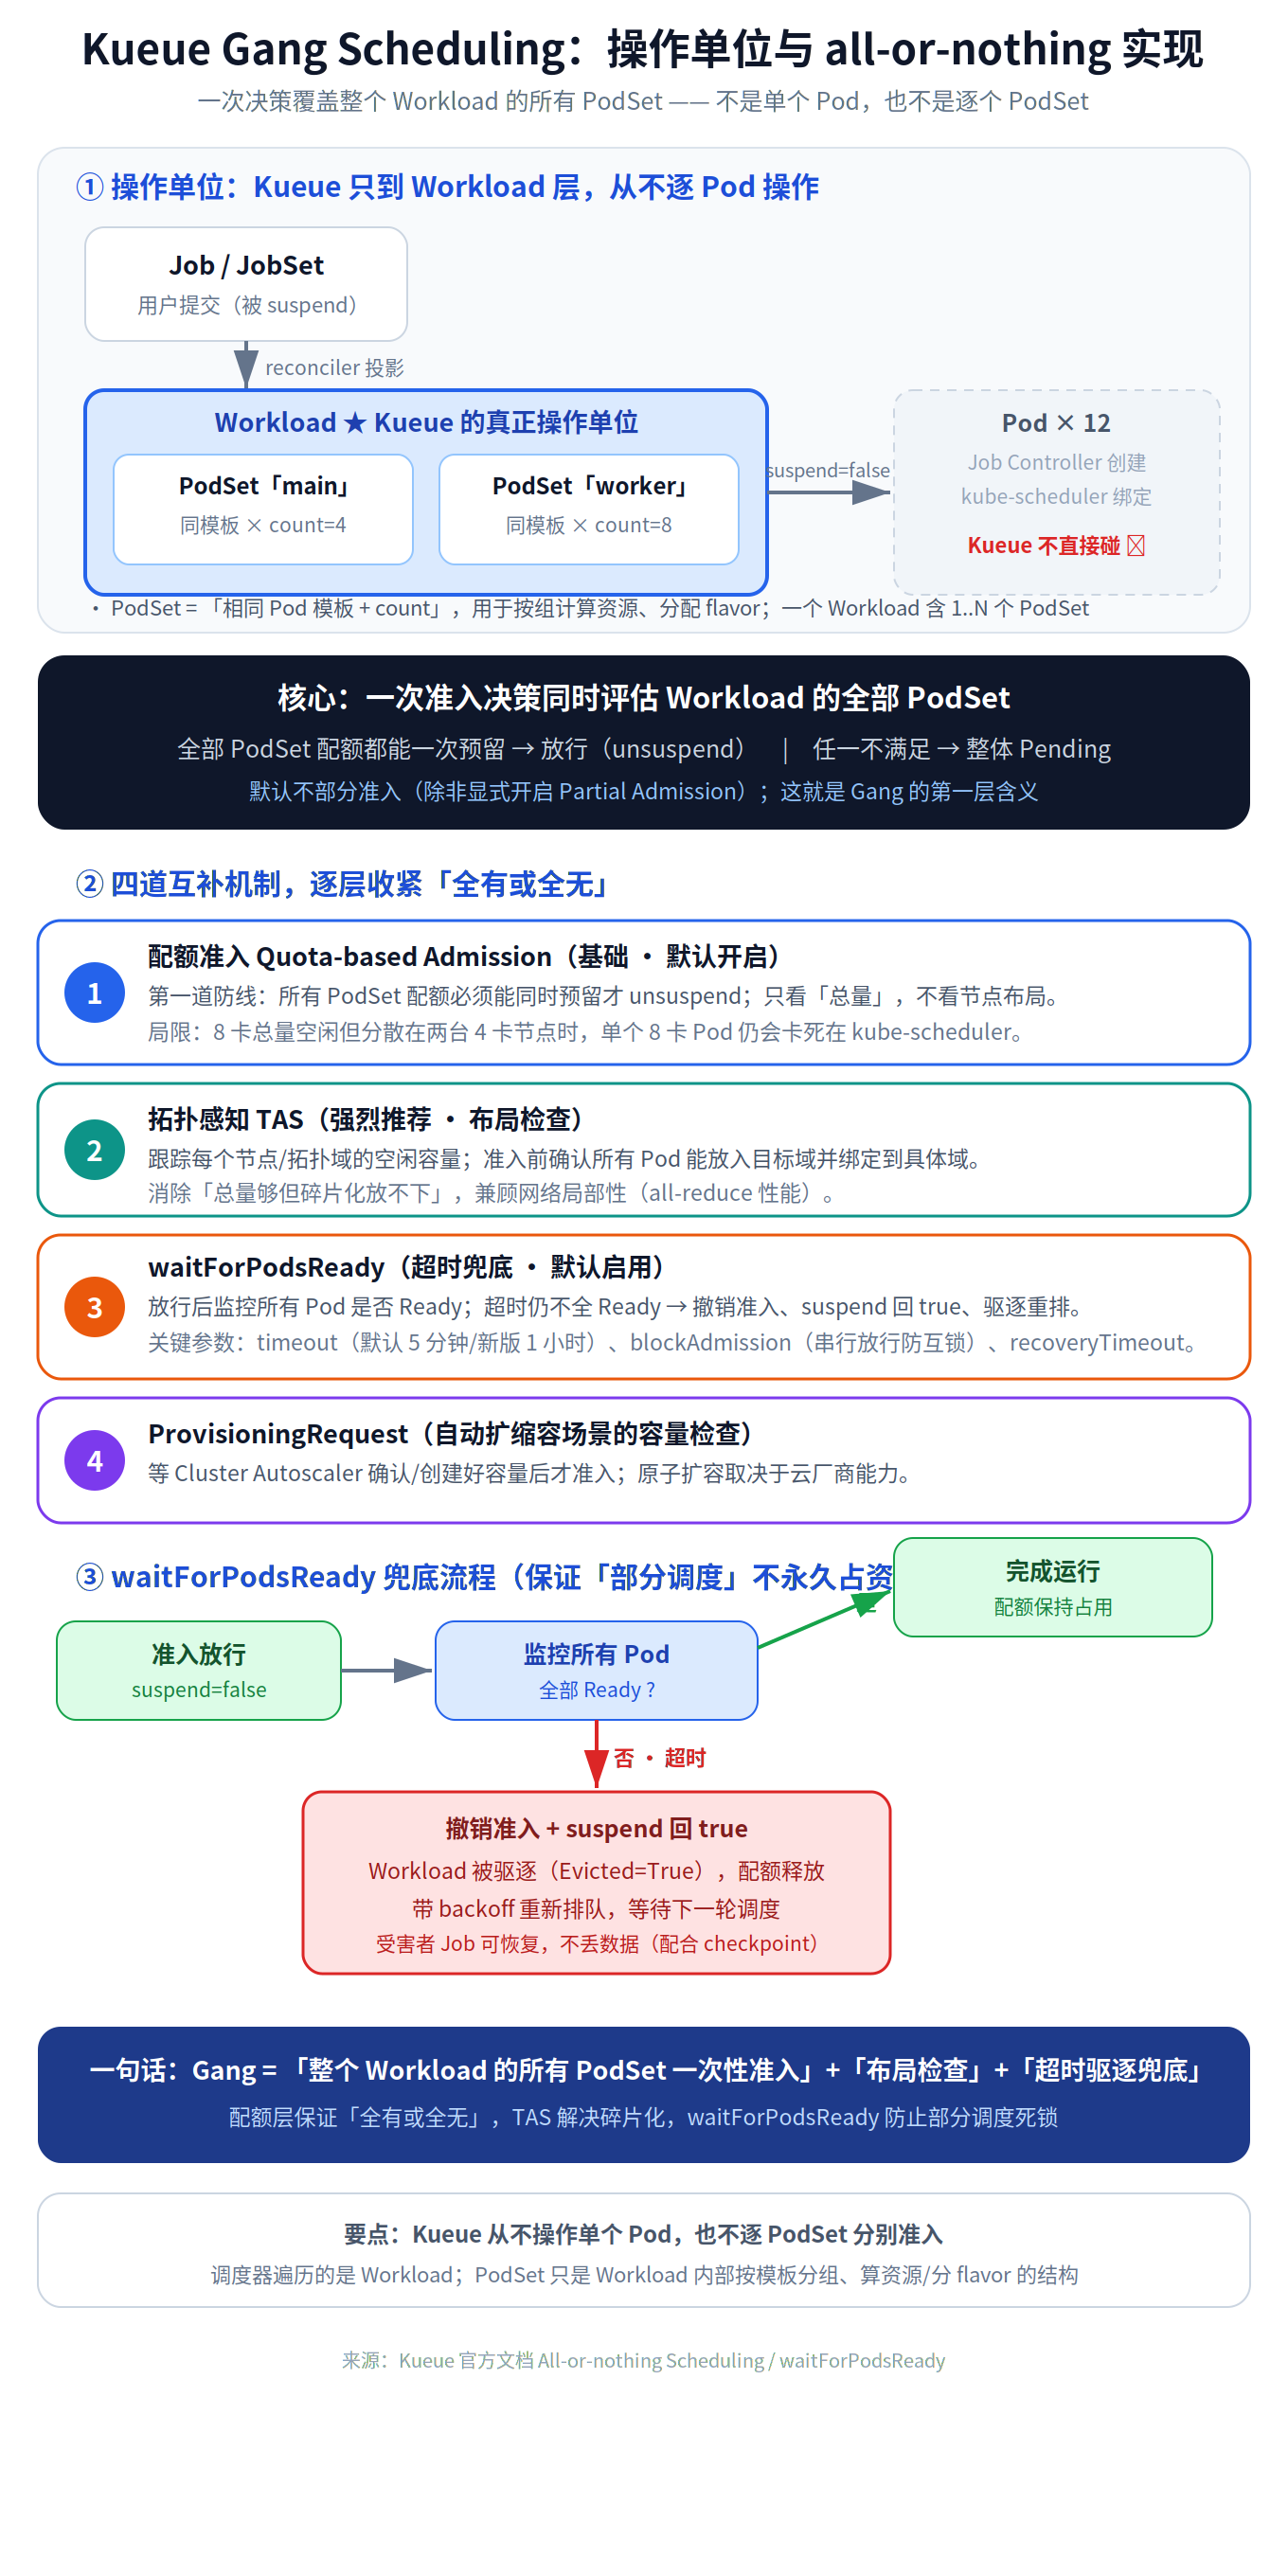 Kueue Gang Scheduling：操作单位与 all-or-nothing 实现
一次决策覆盖整个 Workload 的所有 PodSet —— 不是单个 Pod，也不是逐个 PodSet
① 操作单位：Kueue 只到 Workload 层，从不逐 Pod 操作
Job / JobSet
用户提交（被 suspend）
reconciler 投影
Workload ★ Kueue 的真正操作单位
PodSet「main」
同模板 × count=4
PodSet「worker」
同模板 × count=8
suspend=false
Pod × 12
Job Controller 创建
kube-scheduler 绑定
Kueue 不直接碰
· PodSet =「相同 Pod 模板 + count」，用于按组计算资源、分配 flavor；一个 Workload 含 1..N 个 PodSet
核心：一次准入决策同时评估 Workload 的全部 PodSet
全部 PodSet 配额都能一次预留 → 放行（unsuspend） | 任一不满足 → 整体 Pending
默认不部分准入（除非显式开启 Partial Admission）；这就是 Gang 的第一层含义
② 四道互补机制，逐层收紧「全有或全无」
1
配额准入 Quota-based Admission（基础 · 默认开启）
第一道防线：所有 PodSet 配额必须能同时预留才 unsuspend；只看「总量」，不看节点布局。
局限：8 卡总量空闲但分散在两台 4 卡节点时，单个 8 卡 Pod 仍会卡死在 kube-scheduler。
2
拓扑感知 TAS（强烈推荐 · 布局检查）
跟踪每个节点/拓扑域的空闲容量；准入前确认所有 Pod 能放入目标域并绑定到具体域。
消除「总量够但碎片化放不下」，兼顾网络局部性（all-reduce 性能）。
3
waitForPodsReady（超时兜底 · 默认启用）
放行后监控所有 Pod 是否 Ready；超时仍不全 Ready → 撤销准入、suspend 回 true、驱逐重排。
关键参数：timeout（默认 5 分钟/新版 1 小时）、blockAdmission（串行放行防互锁）、recoveryTimeout。
4
ProvisioningRequest（自动扩缩容场景的容量检查）
等 Cluster Autoscaler 确认/创建好容量后才准入；原子扩容取决于云厂商能力。
③ waitForPodsReady 兜底流程（保证「部分调度」不永久占资
完成运行
配额保持占用
准入放行
suspend=false
监控所有 Pod
全部 Ready？
否 · 超时
撤销准入 + suspend 回 true
Workload 被驱逐（Evicted=True），配额释放
带 backoff 重新排队，等待下一轮调度
受害者 Job 可恢复，不丢数据（配合 checkpoint）
一句话：Gang =「整个 Workload 的所有 PodSet 一次性准入」+「布局检查」+「超时驱逐兜底」
配额层保证「全有或全无」，TAS 解决碎片化，waitForPodsReady 防止部分调度死锁
要点：Kueue 从不操作单个 Pod，也不逐 PodSet 分别准入
调度器遍历的是 Workload；PodSet 只是 Workload 内部按模板分组、算资源/分 flavor 的结构
来源：Kueue 官方文档 All-or-nothing Scheduling / waitForPodsReady